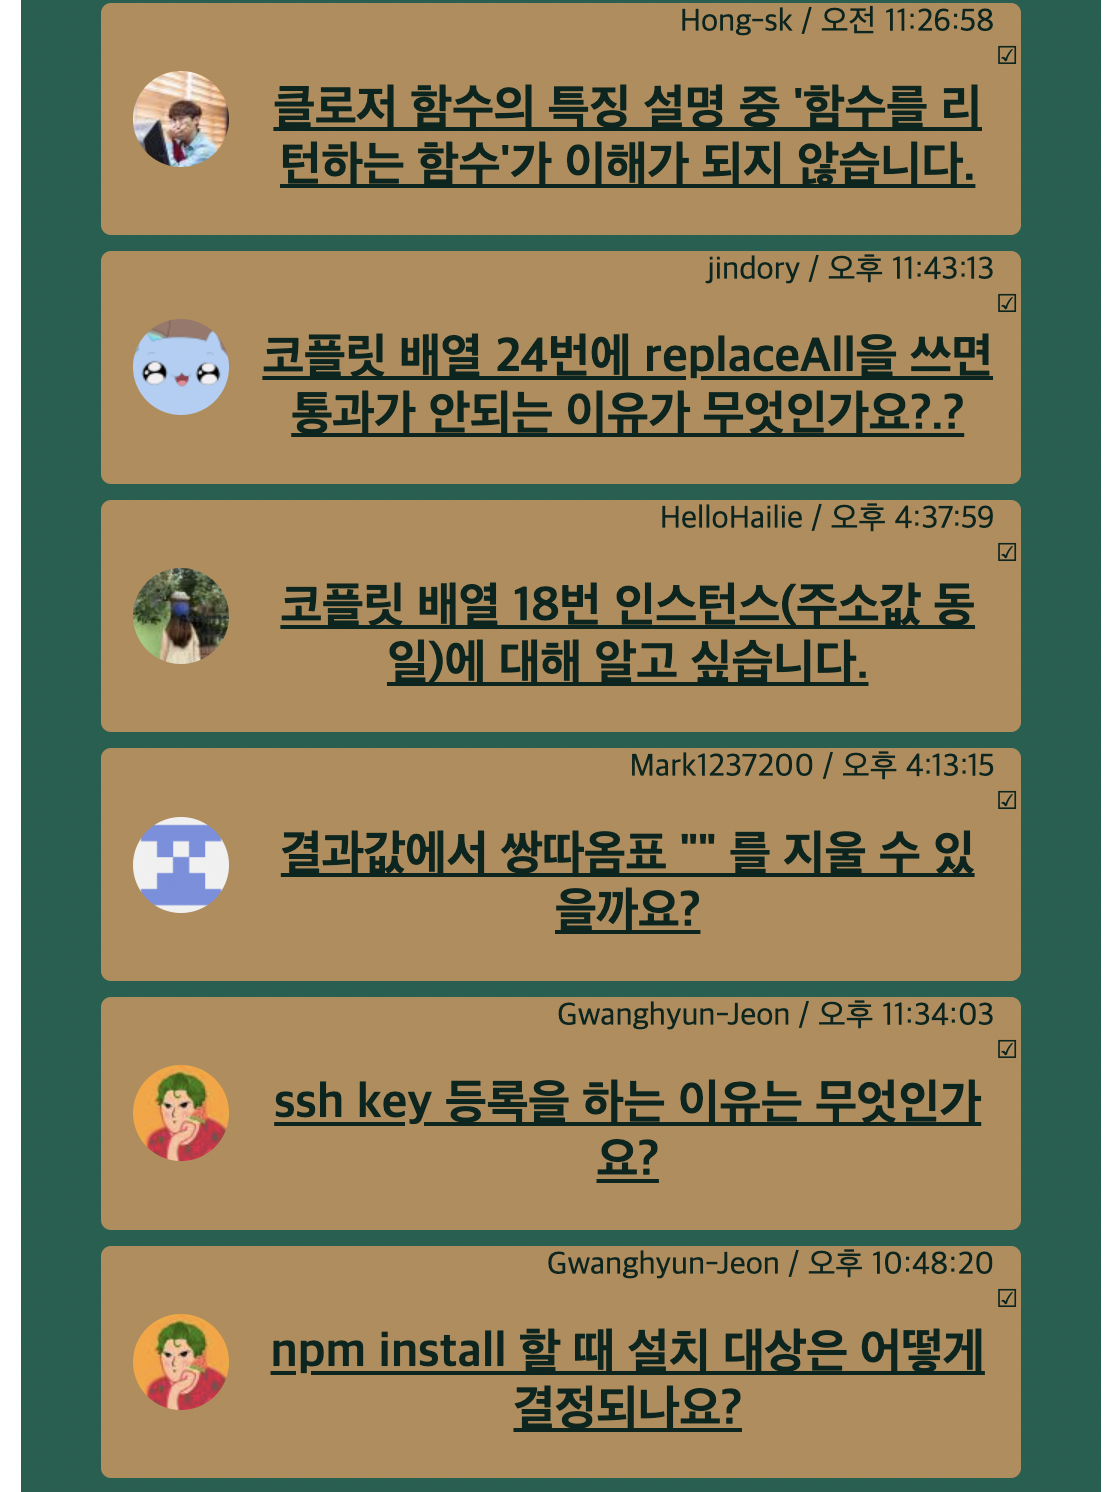 Hong-sk / 오전 11:26:58
☑
클로저 함수의 특징 설명 중 '함수를 리
턴하는 함수'가 이해가 되지 않습니다.
jindory / 오후 11:43:13
☑
코플릿 배열 24번에 replaceAll을 쓰면
통과가 안되는 이유가 무엇인가요?.?
HelloHailie / 오후 4:37:59
☑
코플릿 배열 18번 인스턴스(주소값 동
일)에 대해 알고 싶습니다.
Mark1237200 / 오후 4:13:15
☑
결과값에서 쌍따옴표 "" 를 지울 수 있
을까요?
Gwanghyun-Jeon / 오후 11:34:03
☑
ssh key 등록을 하는 이유는 무엇인가
요?
Gwanghyun-Jeon / 오후 10:48:20
☑
npm install 할 때 설치 대상은 어떻게
결정되나요?